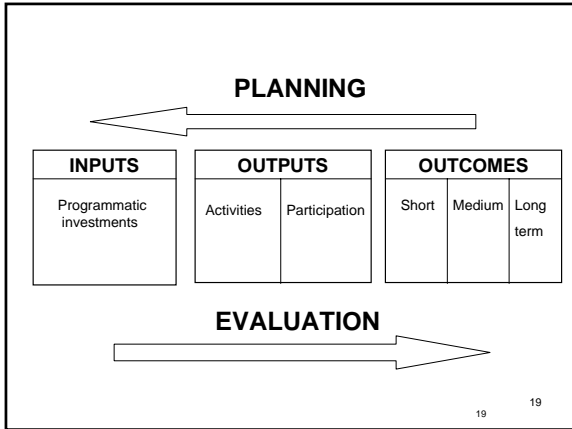 PLANNING
INPUTS
Programmatic
investments
OUTPUTS
Activities
Participation
OUTCOMES
Short
Medium
Long
term
EVALUATION
19
19